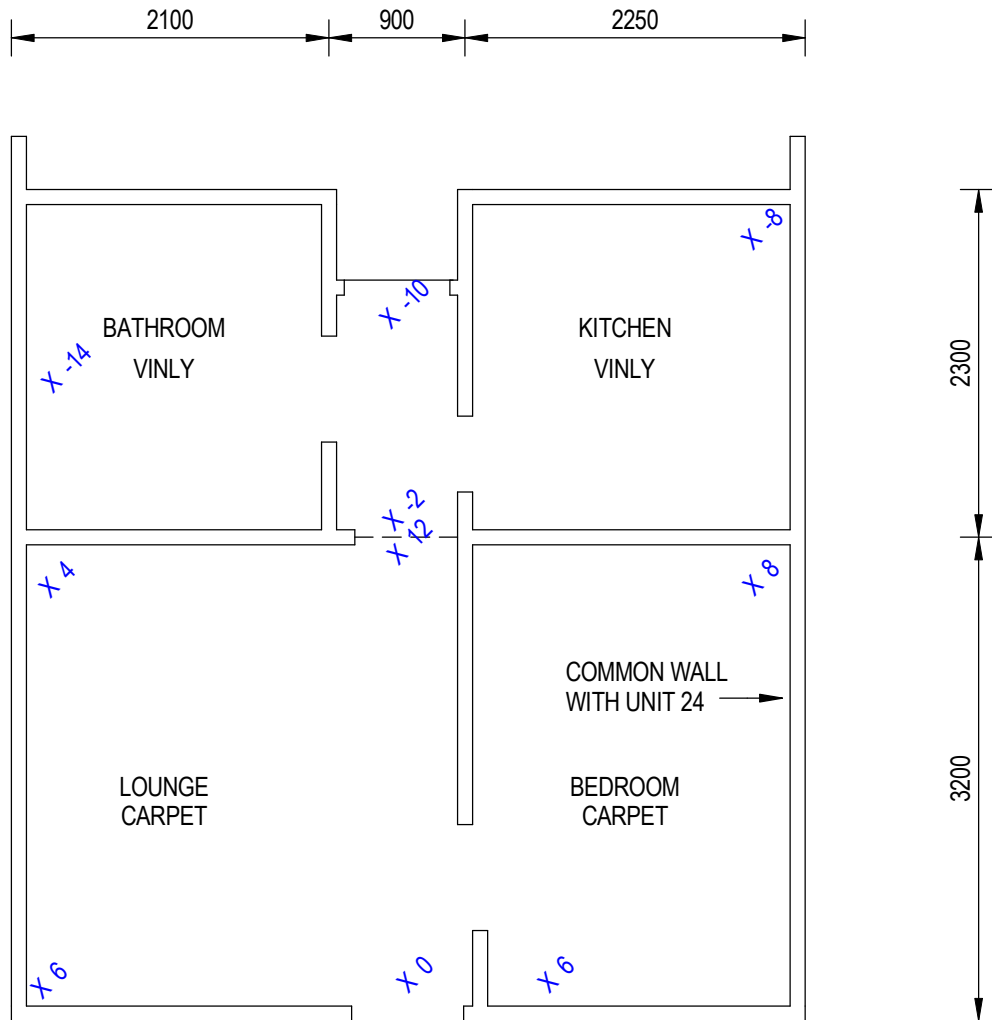 2100
900
2250
X -8
X -10
BATHROOM
VINLY
KITCHEN
VINLY
2300
X -14
X -2
X 12
X 4
X 8
COMMON WALL
WITH UNIT 24
LOUNGE
CARPET
BEDROOM
CARPET
3200
X 6
X 0
X 6